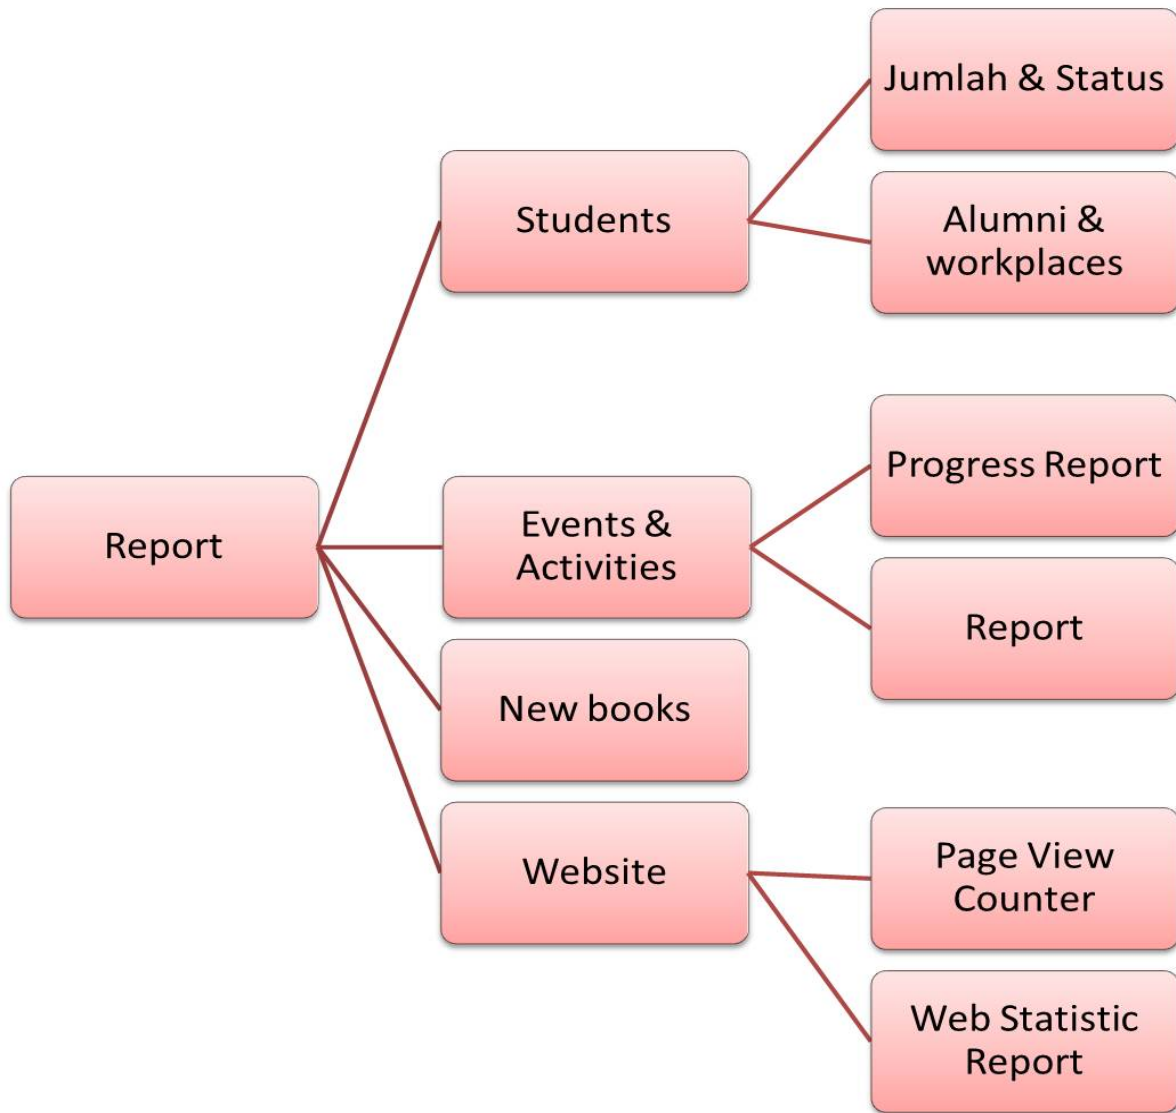 Report
Students
Jumlah & Status
Alumni &
workplaces
Events &
Activities
Progress Report
Report
New books
Website
Page View
Counter
Web Statistic
Report